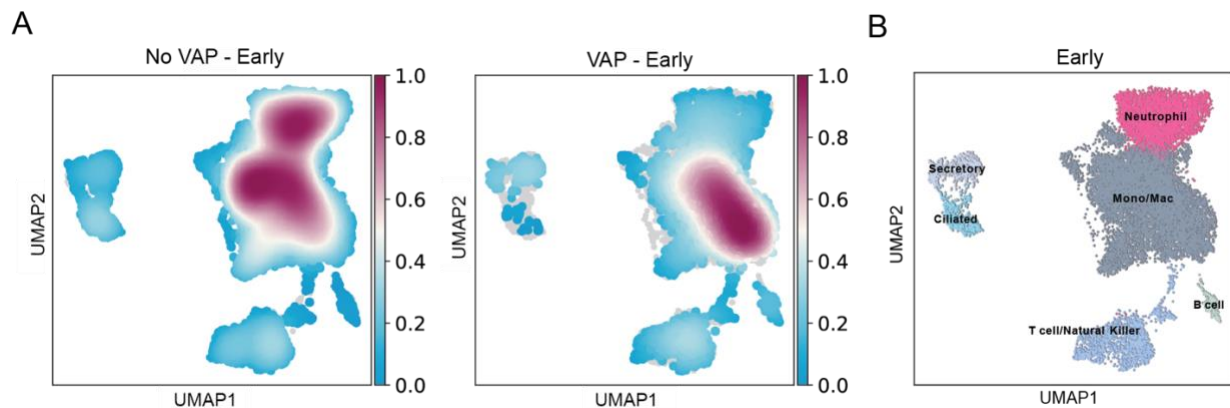 A
No VAP - Early
UMAP2
1.0
0.8
0.6
0.4
0.2
0.0
VAP - Early
1.0
0.8
0.6
0.4
0.2
0.0
UMAP1
B
Early
UMAP2
Neutrophil
Secretory
Mono/Mac
Ciliated
B cell
T cell/Natural Killer
UMAP1